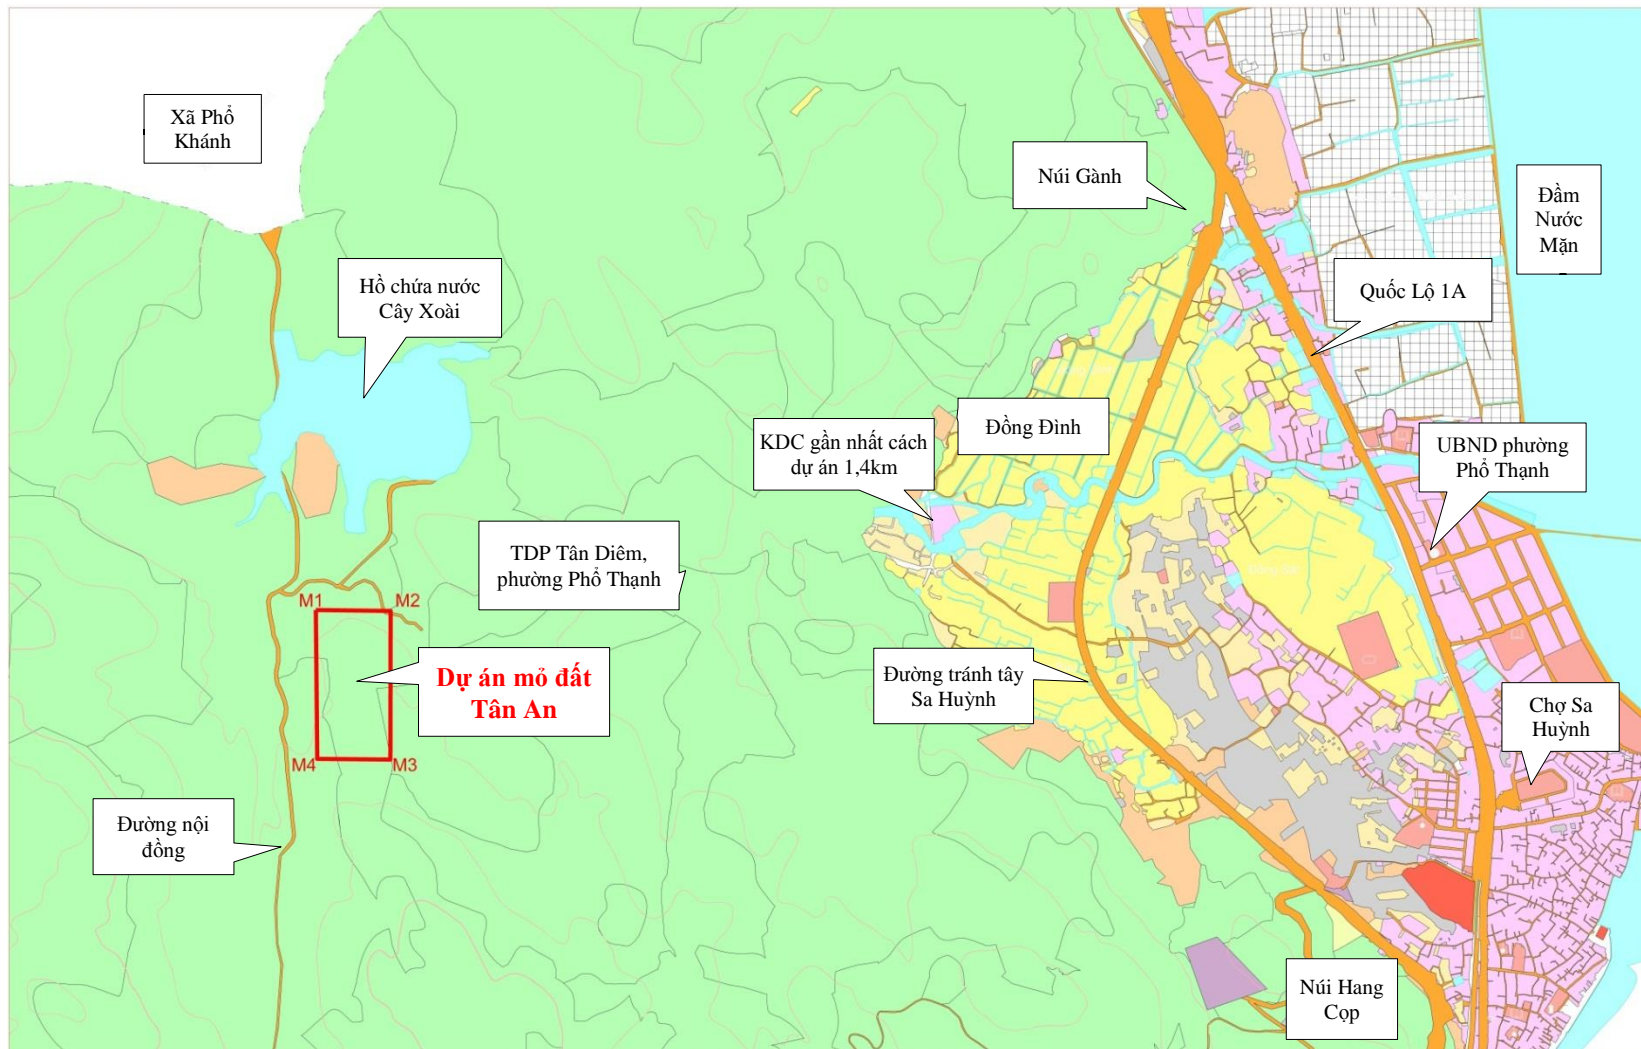 Xã Phổ
Khánh
Núi Gành
Đầm
Nước
Mặn
Hồ chứa nước
Cây Xoài
Quốc Lộ 1A
KDC gần nhất cách
dự án 1,4km
Đồng Đình
UBND phường
Phổ Thạnh
TDP Tân Diêm,
phường Phổ Thạnh
M1
M2
Dự án mỏ đất
Tân An
Đường tránh tây
Sa Huỳnh
Chợ Sa
Huỳnh
M4
M3
Đường nội
đồng
Núi Hang
Cọp